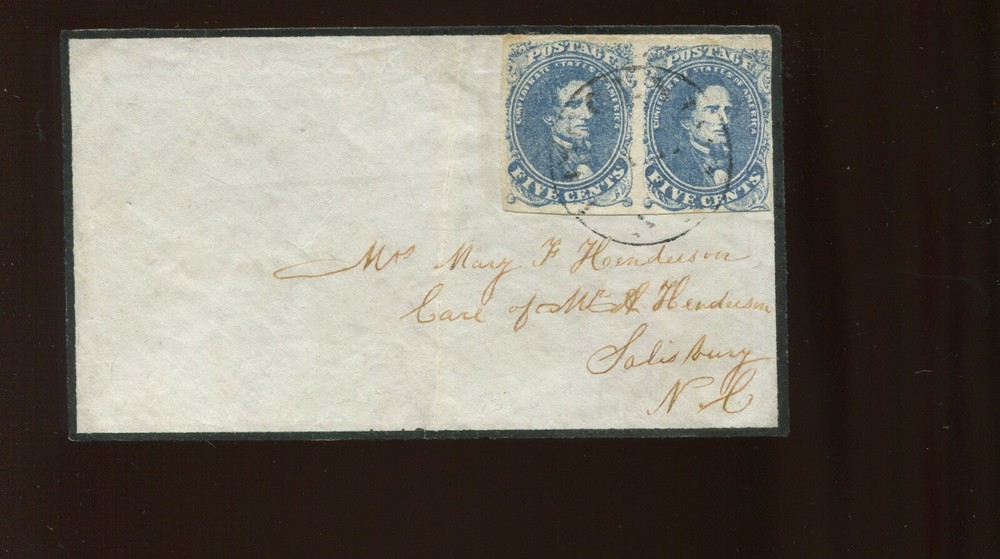 POSTAGE POSTAGE
CONFEDERATE STATES OF AMERICA CONFEDERATE STATES OF AMERICA
FIVE CENTS FIVE CENTS
Mrs Mary F Henderson
Care of Mr A Henderson
Salisbury
N. C